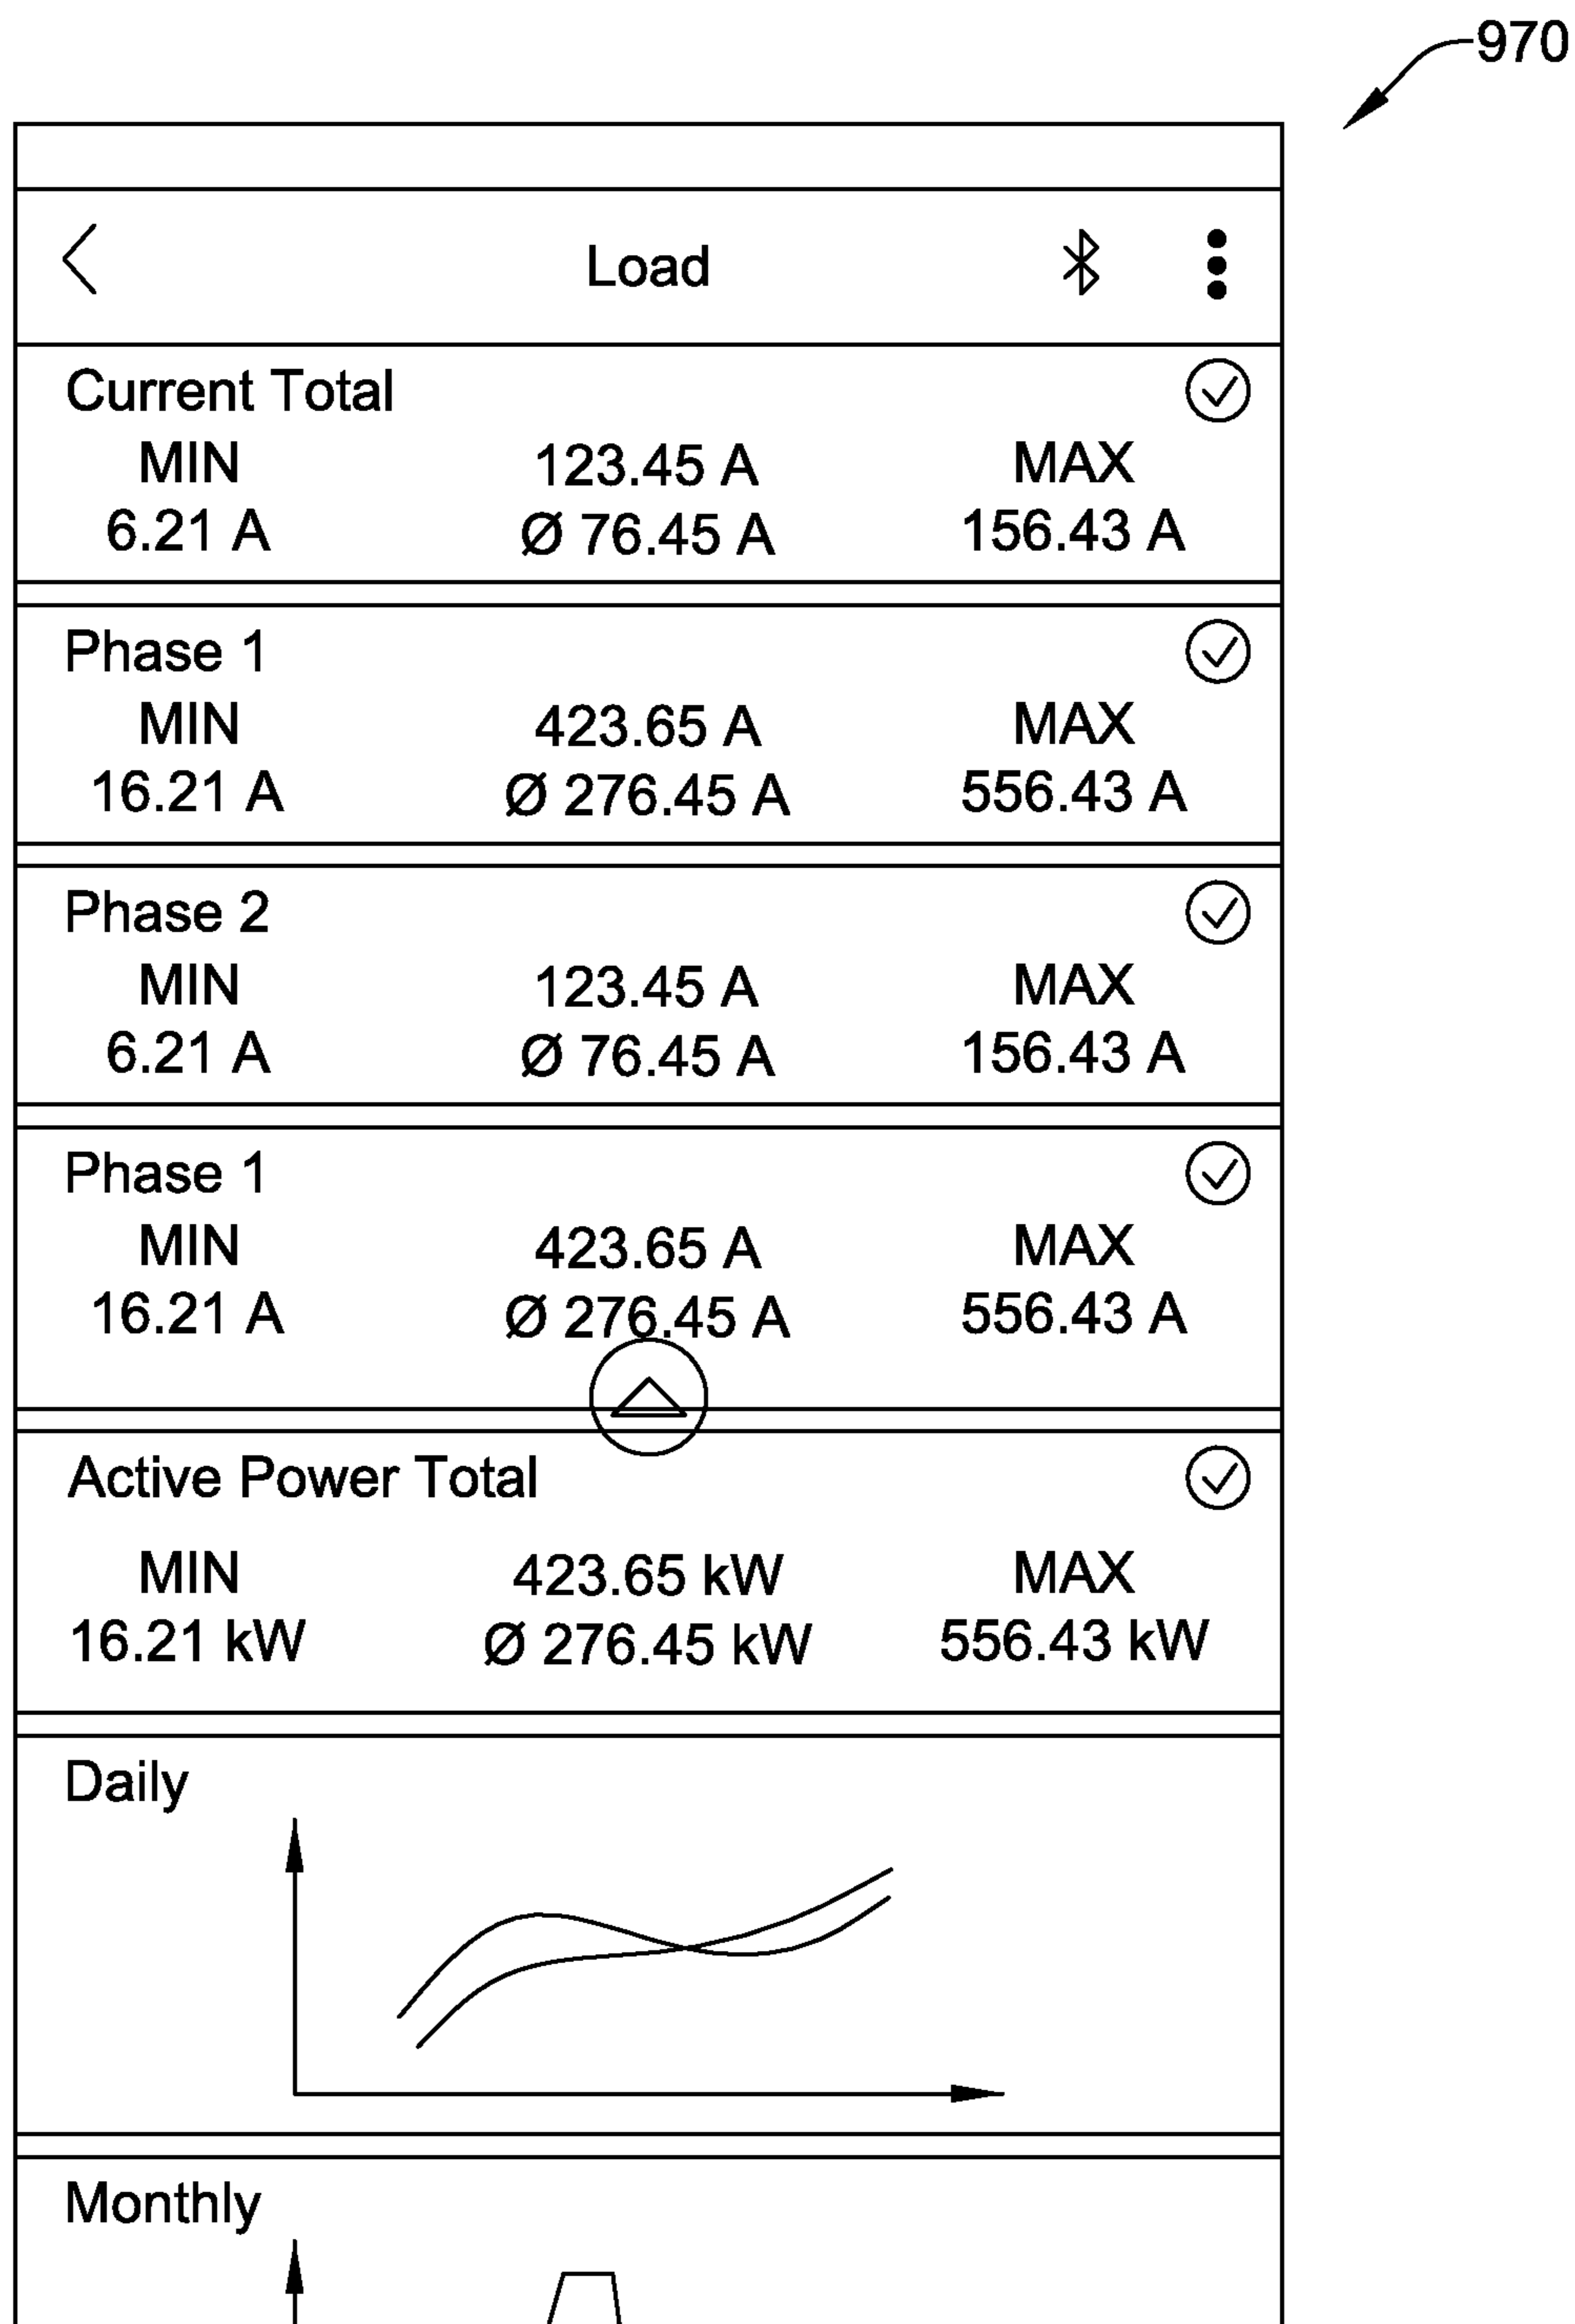 970
Load
Current Total
MIN 123.45 A MAX
6.21 A Ø 76.45 A 156.43 A
Phase 1
MIN 423.65 A MAX
16.21 A Ø 276.45 A 556.43 A
Phase 2
MIN 123.45 A MAX
6.21 A Ø 76.45 A 156.43 A
Phase 1
MIN 423.65 A MAX
16.21 A Ø 276.45 A 556.43 A
Active Power Total
MIN 423.65 kW MAX
16.21 kW Ø 276.45 kW 556.43 kW
Daily
Monthly